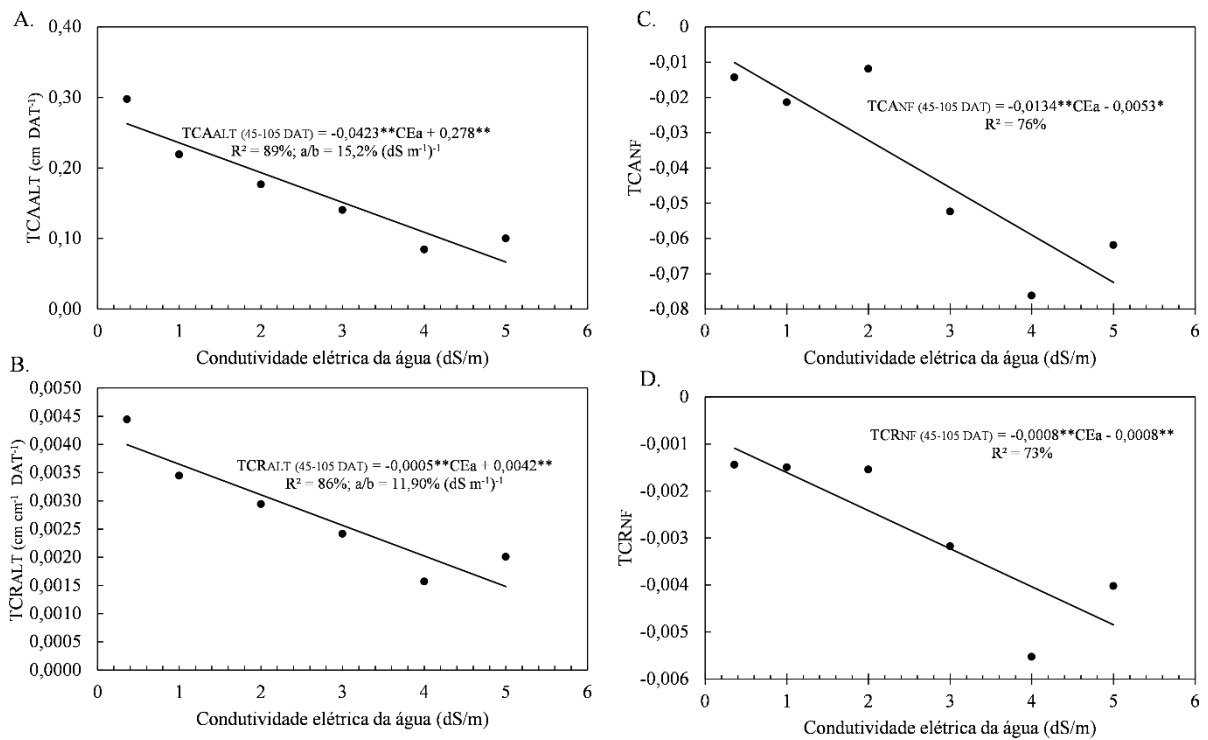 A.
0,40
0,30
0,20
0,10
0,00
TCAALT (cm DAT-1)
TCAALT (45-105 DAT) = -0,0423**CEa + 0,278**
R² = 89%; a/b = 15,2% (dS m-1)-1
0 1 2 3 4 5 6
Condutividade elétrica da água (dS/m)
B.
0,0050
0,0045
0,0040
0,0035
0,0030
0,0025
0,0020
0,0015
0,0010
0,0005
0,0000
TCRALT (cm cm-1 DAT-1)
TCRALT (45-105 DAT) = -0,0005**CEa + 0,0042**
R² = 86%; a/b = 11,90% (dS m-1)-1
0 1 2 3 4 5 6
Condutividade elétrica da água (dS/m)
C.
0
-0,01
-0,02
-0,03
-0,04
-0,05
-0,06
-0,07
-0,08
TCANF
TCANF (45-105 DAT) = -0,0134**CEa - 0,0053*
R² = 76%
0 1 2 3 4 5 6
Condutividade elétrica da água (dS/m)
D.
0
-0,001
-0,002
-0,003
-0,004
-0,005
-0,006
TCRNF
TCRNF (45-105 DAT) = -0,0008**CEa - 0,0008**
R² = 73%
0 1 2 3 4 5 6
Condutividade elétrica da água (dS/m)